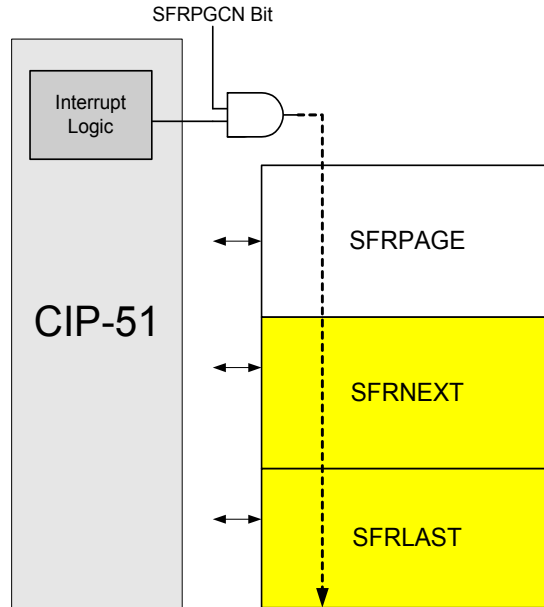 SFRPGCN Bit
Interrupt
Logic
SFRPAGE
CIP-51
SFRNEXT
SFRLAST